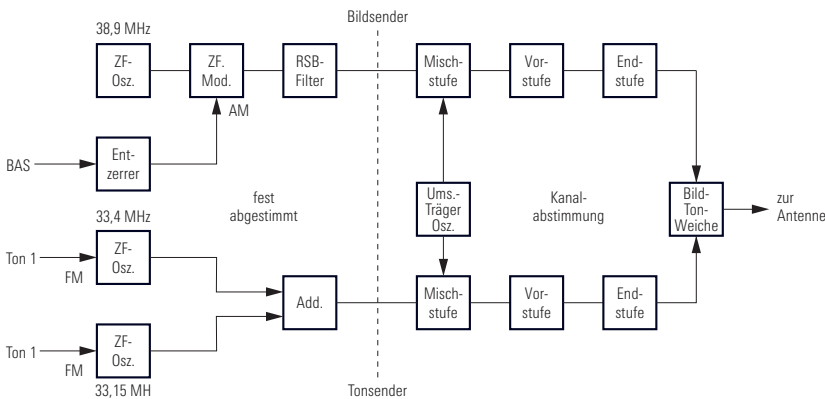 Bildsender
38,9 MHz
ZF-
Osz.
ZF.
Mod.
RSB-
Filter
Misch-
stufe
Vor-
stufe
End-
stufe
AM
BAS
Ent-
zerrer
fest
abgestimmt
Ums.-
Träger
Osz.
Kanal-
abstimmung
Bild-
Ton-
Weiche
zur
Antenne
33,4 MHz
Ton 1
FM
ZF-
Osz.
Add.
Misch-
stufe
Vor-
stufe
End-
stufe
Ton 1
FM
ZF-
Osz.
33,15 MH
Tonsender